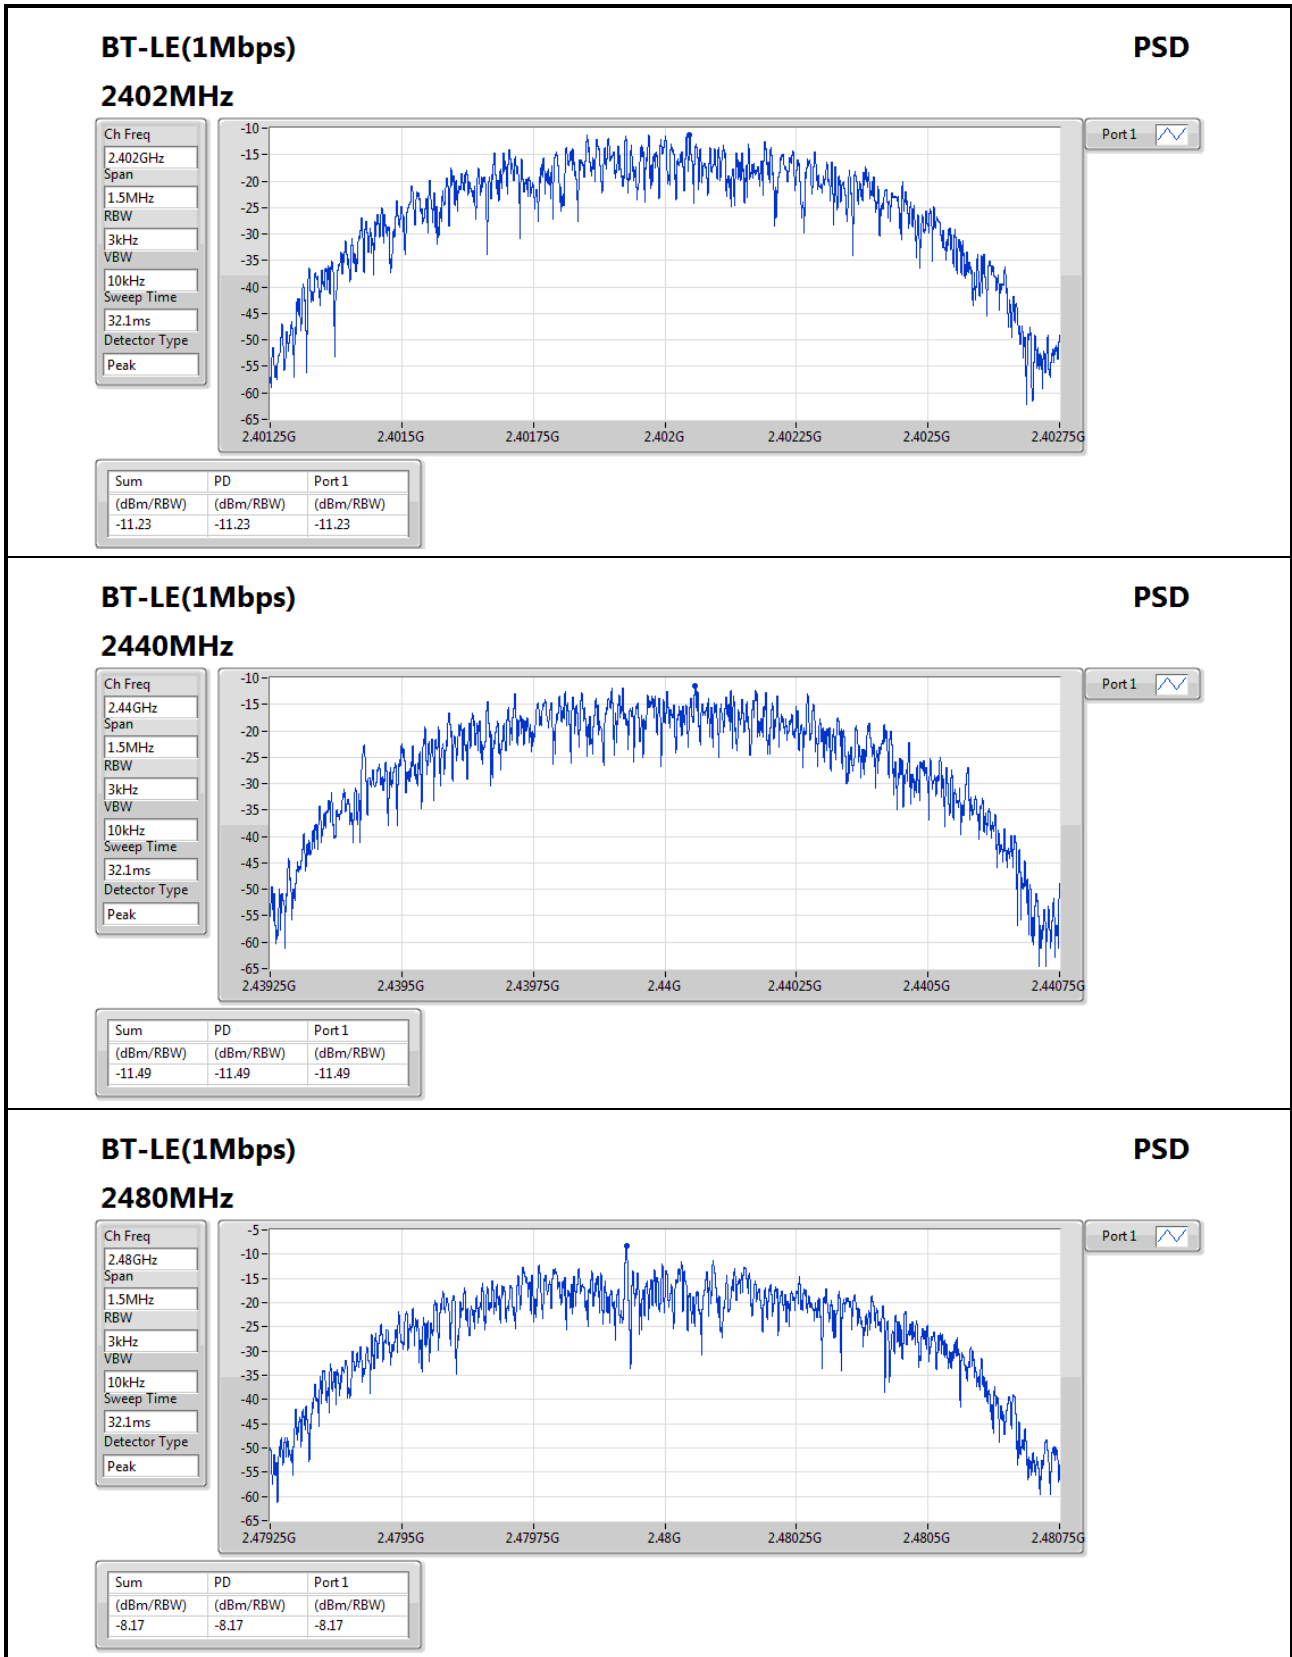 BT-LE(1Mbps) PSD
2402MHz
Ch Freq
2.402GHz
Span
1.5MHz
RBW
3kHz
VBW
10kHz
Sweep Time
32.1ms
Detector Type
Peak
-10
-15
-20
-25
-30
-35
-40
-45
-50
-55
-60
-65
2.40125G 2.4015G 2.40175G 2.402G 2.40225G 2.4025G 2.40275G
Port 1
Sum PD Port 1
(dBm/RBW) (dBm/RBW) (dBm/RBW)
-11.23 -11.23 -11.23
BT-LE(1Mbps) PSD
2440MHz
Ch Freq
2.44GHz
Span
1.5MHz
RBW
3kHz
VBW
10kHz
Sweep Time
32.1ms
Detector Type
Peak
-10
-15
-20
-25
-30
-35
-40
-45
-50
-55
-60
-65
2.43925G 2.4395G 2.43975G 2.44G 2.44025G 2.4405G 2.44075G
Port 1
Sum PD Port 1
(dBm/RBW) (dBm/RBW) (dBm/RBW)
-11.49 -11.49 -11.49
BT-LE(1Mbps) PSD
2480MHz
Ch Freq
2.48GHz
Span
1.5MHz
RBW
3kHz
VBW
10kHz
Sweep Time
32.1ms
Detector Type
Peak
-5
-10
-15
-20
-25
-30
-35
-40
-45
-50
-55
-60
-65
2.47925G 2.4795G 2.47975G 2.48G 2.48025G 2.4805G 2.48075G
Port 1
Sum PD Port 1
(dBm/RBW) (dBm/RBW) (dBm/RBW)
-8.17 -8.17 -8.17